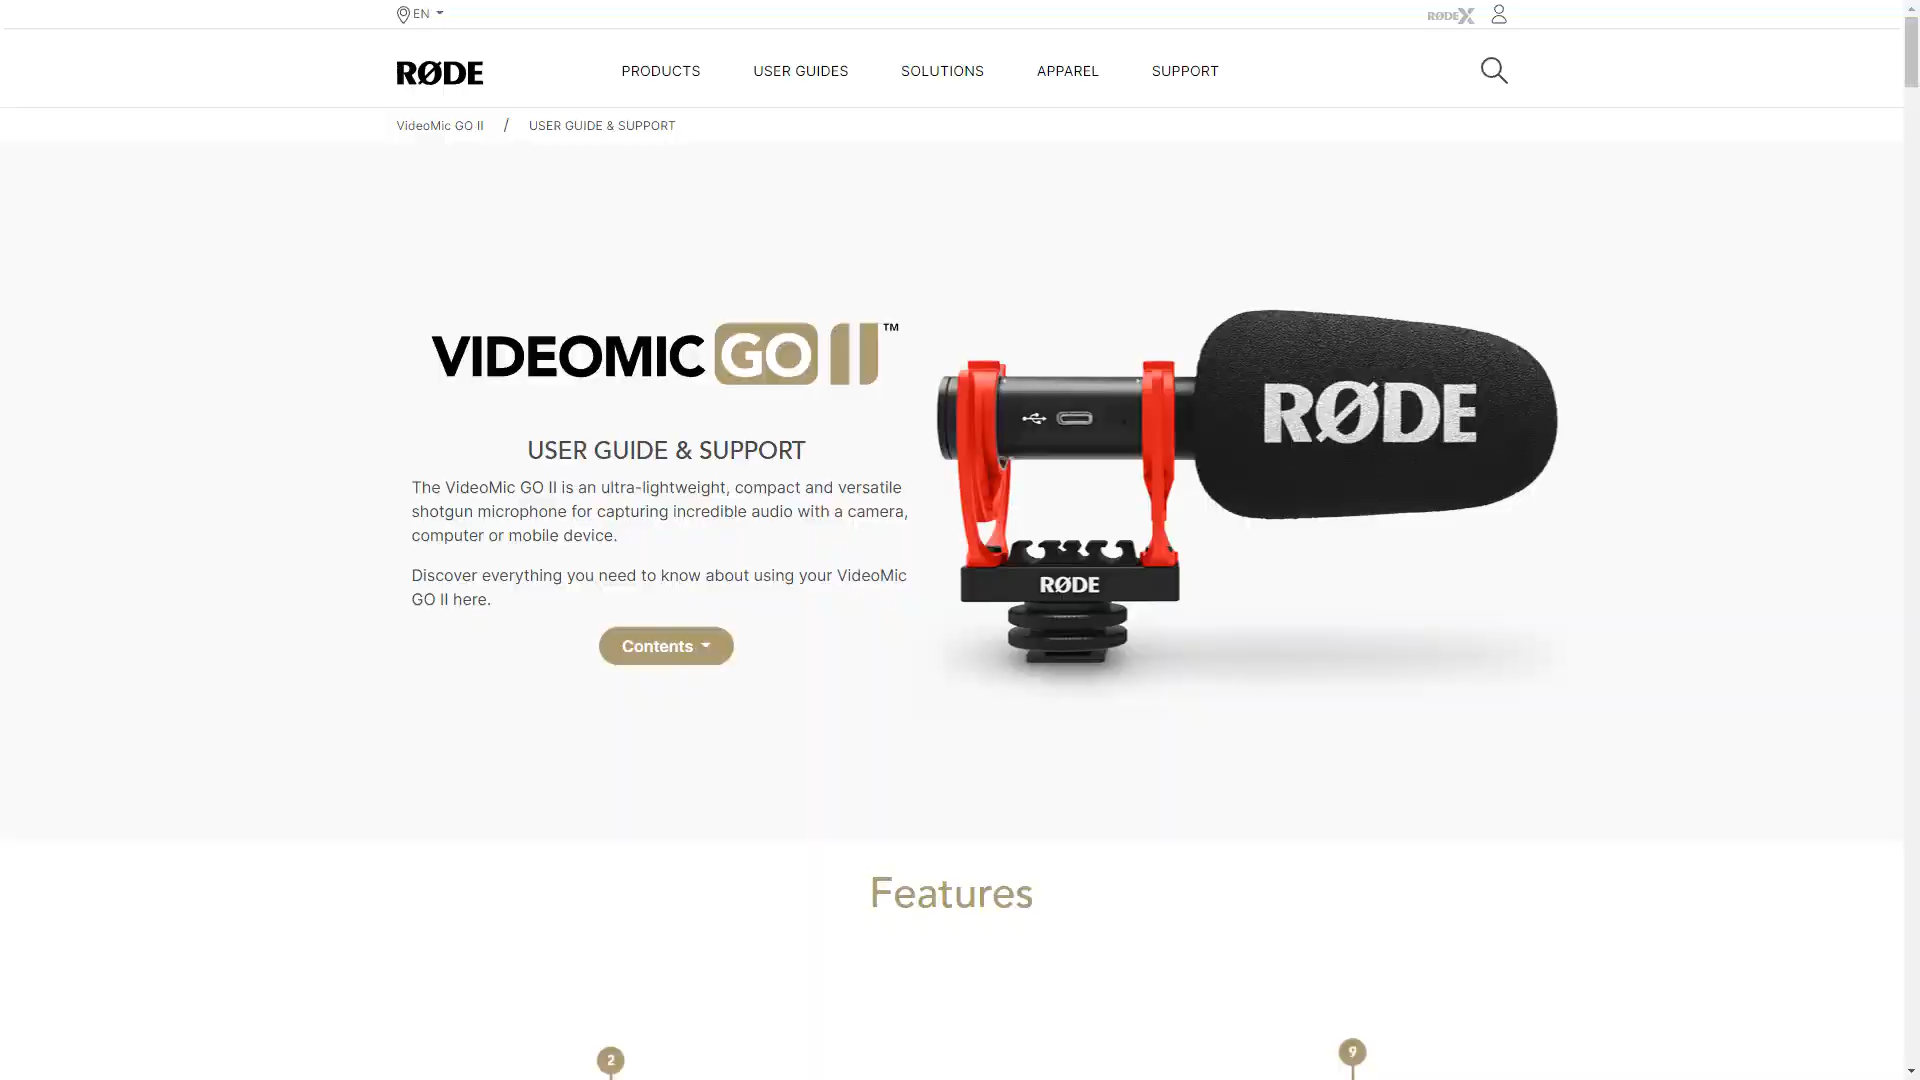 EN
RØDEX
RØDE
PRODUCTS
USER GUIDES
SOLUTIONS
APPAREL
SUPPORT
VideoMic GO II / USER GUIDE & SUPPORT
VIDEOMIC GO II™
USER GUIDE & SUPPORT
The VideoMic GO II is an ultra-lightweight, compact and versatile
shotgun microphone for capturing incredible audio with a camera,
computer or mobile device.
Discover everything you need to know about using your VideoMic
GO II here.
Contents
RØDE
RØDE
Features
2
9